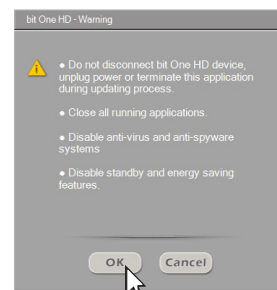 bit One HD - Warning
● Do not disconnect bit One HD device,
unplug power or terminate this application
during updating process.
● Close all running applications.
● Disable anti-virus and anti-spyware
systems
● Disable standby and energy saving
features.
OK Cancel